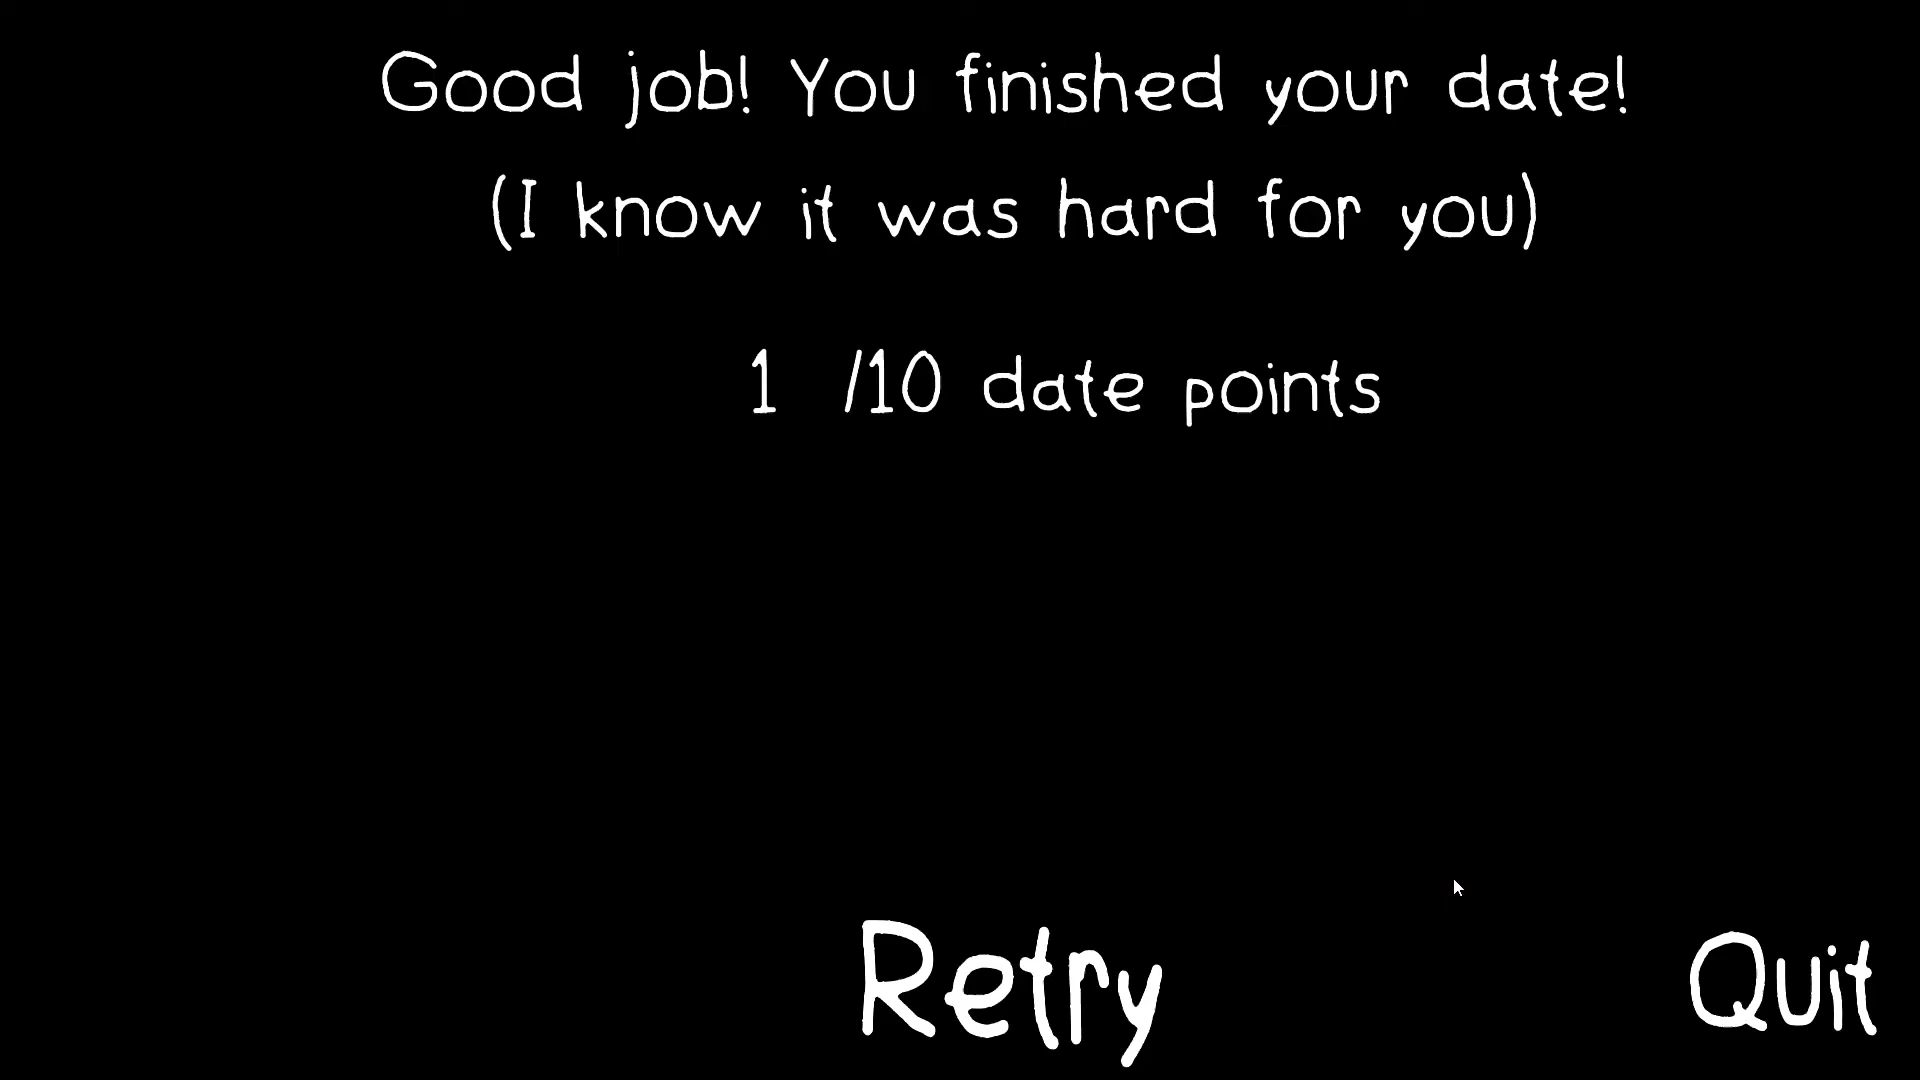 Good job! You finished your date!
(I know it was hard for you)
1 /10 date points
Retry
Quit